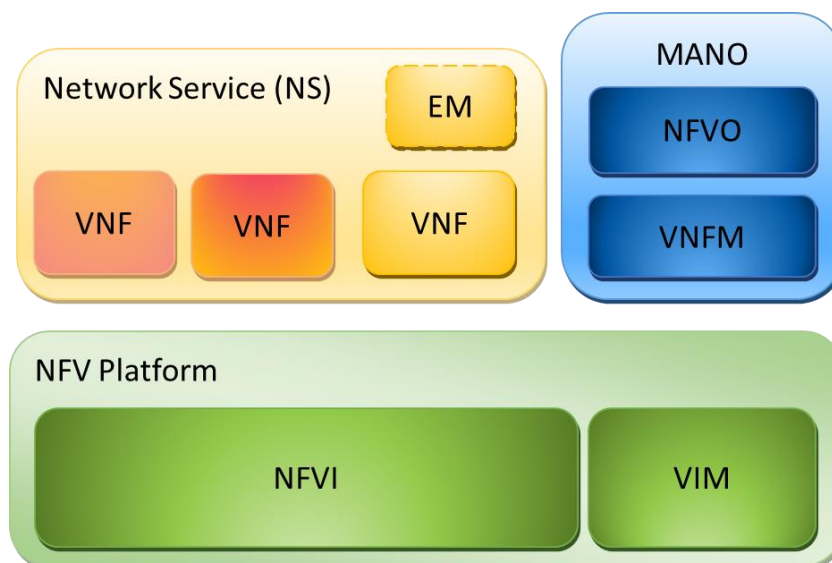 Network Service (NS)
EM
VNF
VNF
VNF
MANO
NFVO
VNFM
NFV Platform
NFVI
VIM